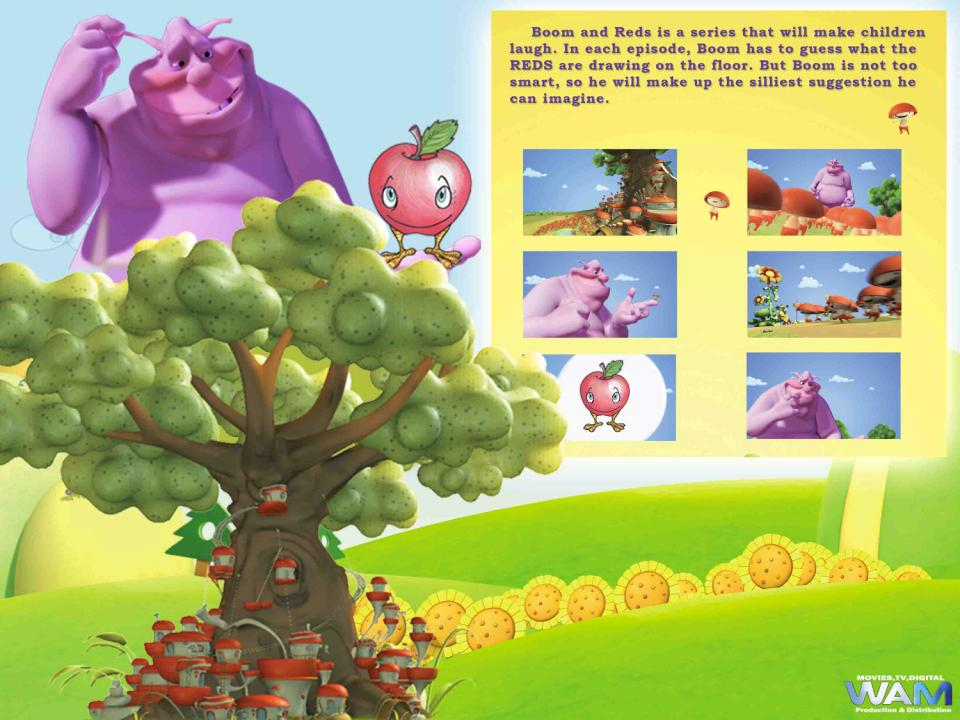 Boom and Reds is a series that will make children
laugh. In each episode, Boom has to guess what the
REDS are drawing on the floor. But Boom is not too
smart, so he will make up the silliest suggestion he
can imagine.
MOVIES,TV,DIGITAL
WAM
Production & Distribution